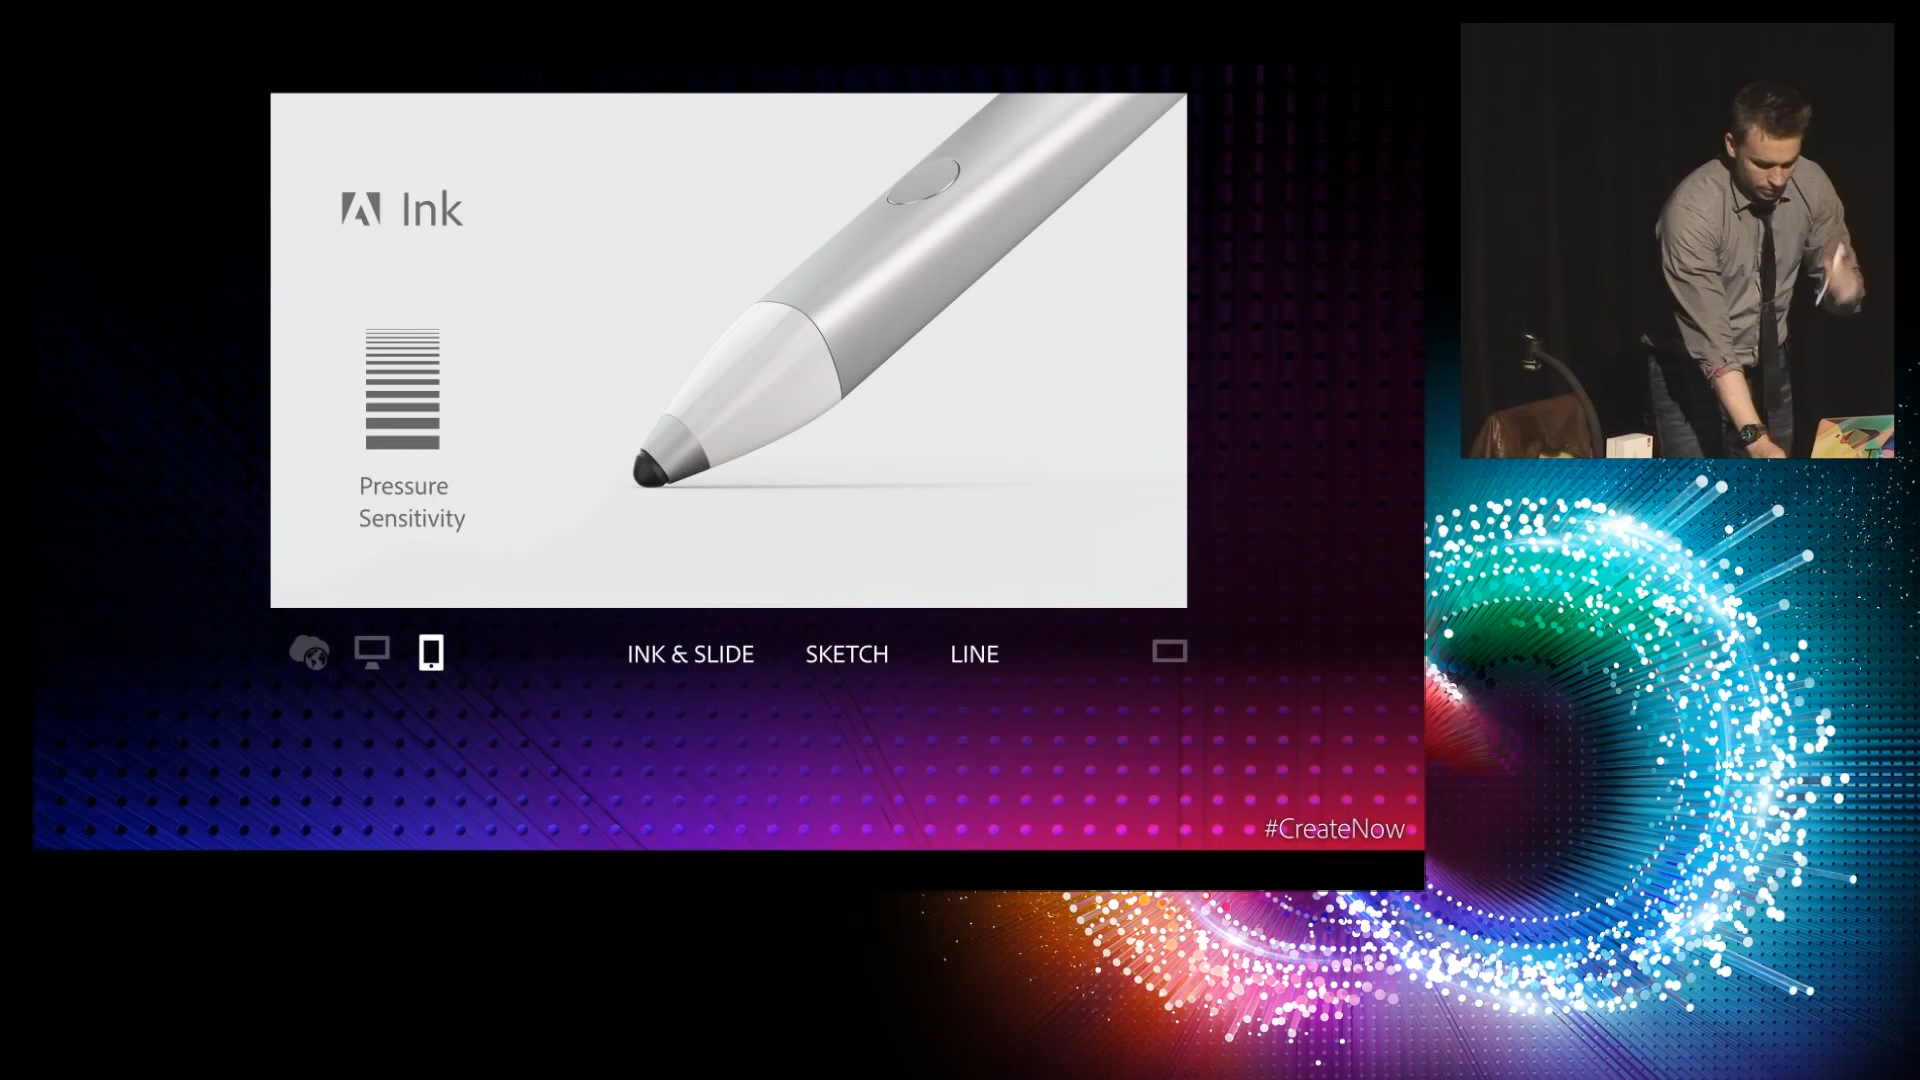 Ink
Pressure
Sensitivity
INK & SLIDE SKETCH LINE
#CreateNow